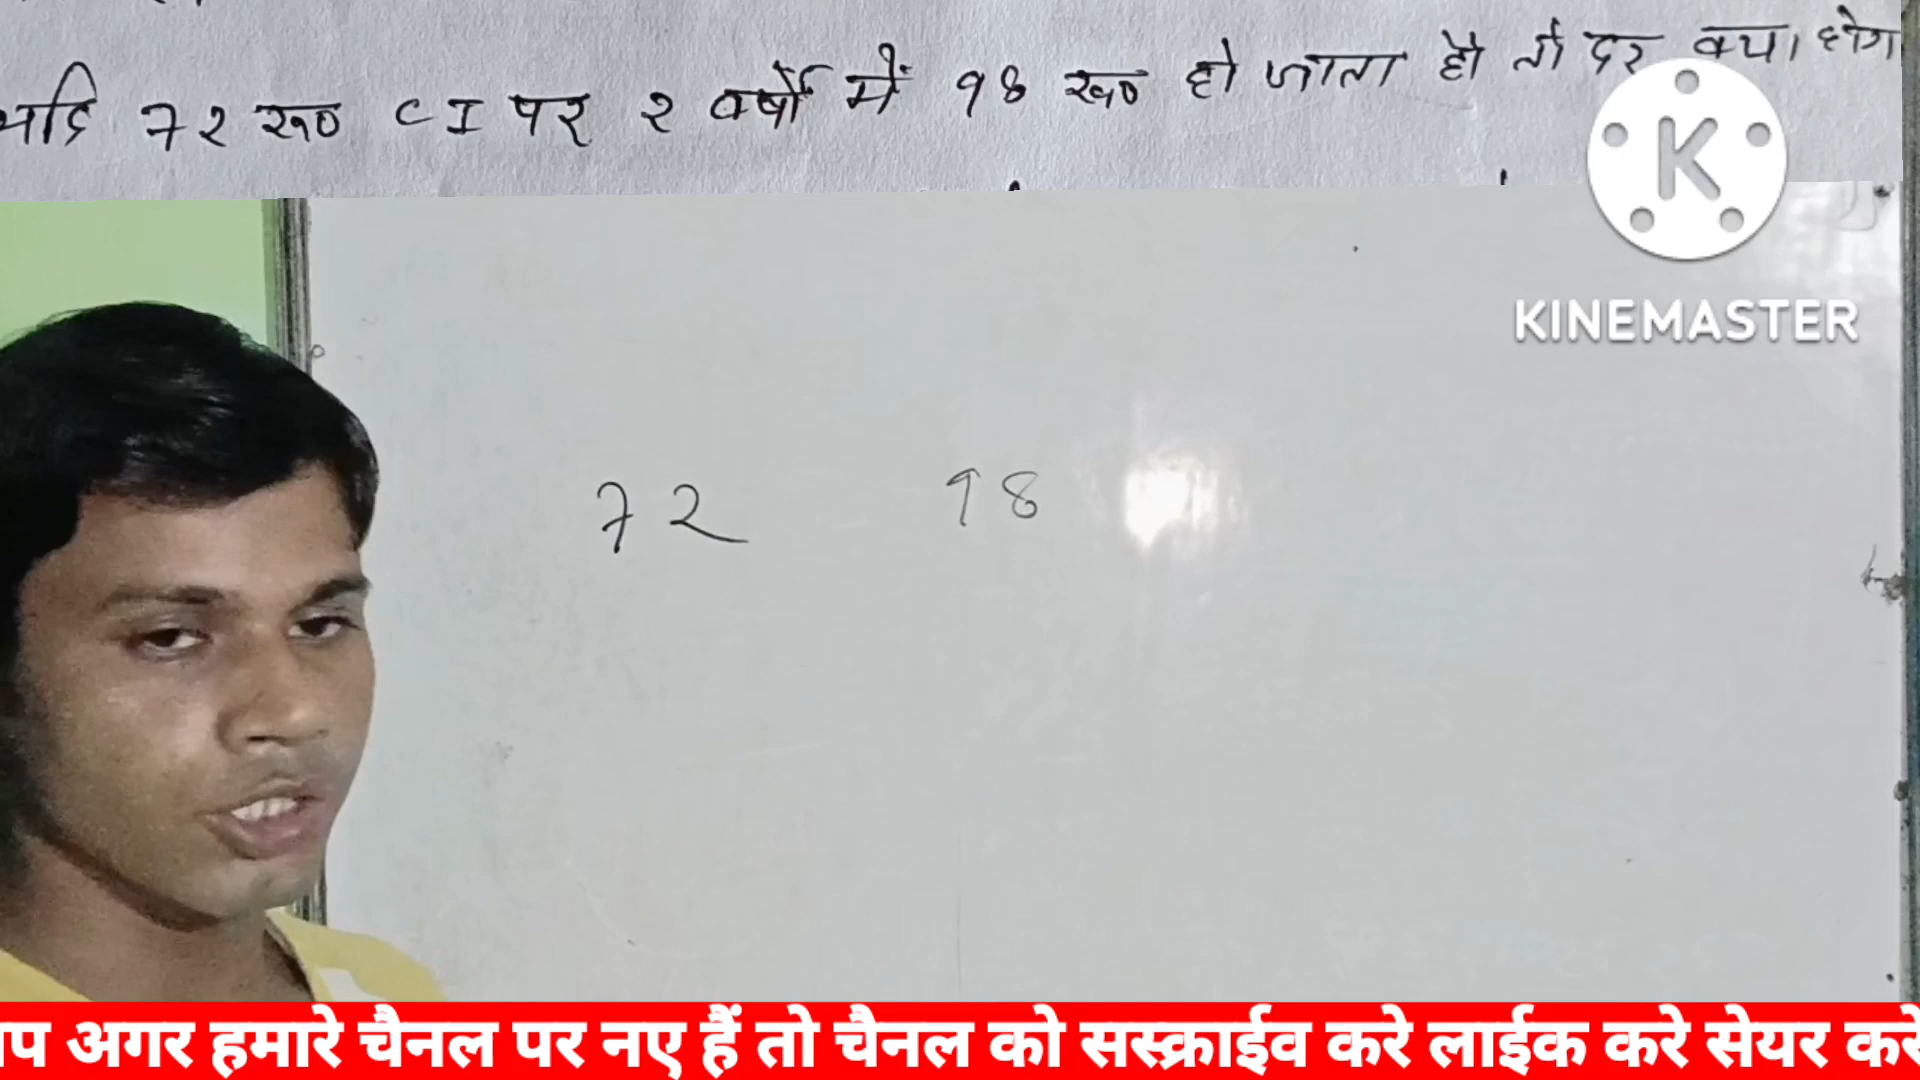 यदि 72 रू० CI पर 2 वर्षों में 98 रू० हो जाता है तो दर क्या होग
KINEMASTER
72 98
प अगर हमारे चैनल पर नए हैं तो चैनल को सस्क्राईव करे लाईक करे सेयर करे